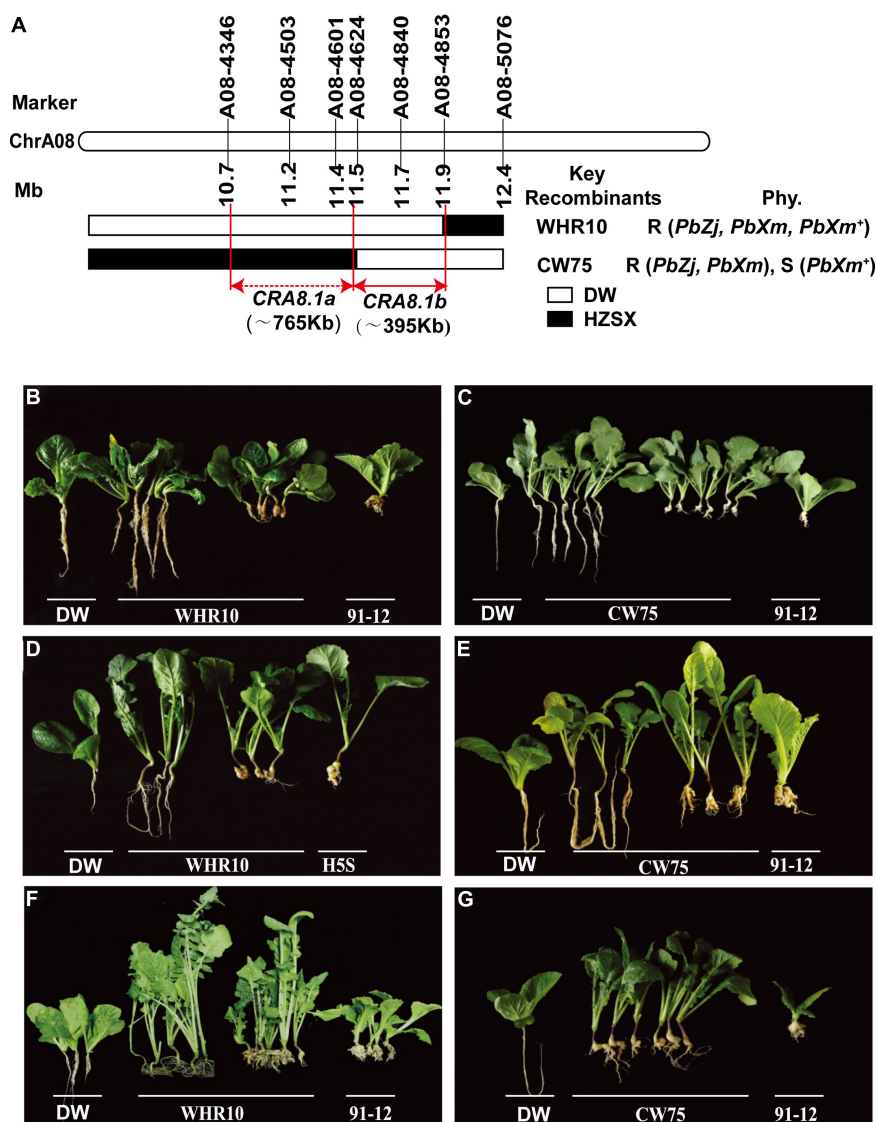 A
A08-4346
A08-4503
A08-4601
A08-4624
A08-4840
A08-4853
A08-5076
Marker
ChrA08
Mb
10.7
11.2
11.4
11.5
11.7
11.9
12.4
Key
Recombinants
Phy.
WHR10 R (PbZj, PbXm, PbXm⁺)
CW75 R (PbZj, PbXm), S (PbXm⁺)
CRA8.1a
(~765Kb)
CRA8.1b
(~395Kb)
DW
HZSX
B
DW WHR10 91-12
C
DW CW75 91-12
D
DW WHR10 H5S
E
DW CW75 91-12
F
DW WHR10 91-12
G
DW CW75 91-12